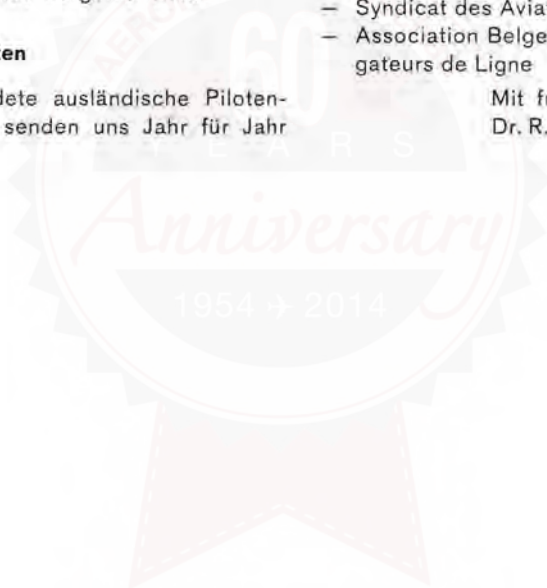 ten
dete ausländische Piloten-
senden uns Jahr für Jahr
– Syndicat des Avia
– Association Belge
gateurs de Ligne
Mit f
Dr. R.
60
YEARS
Anniversary
1954 ✈ 2014